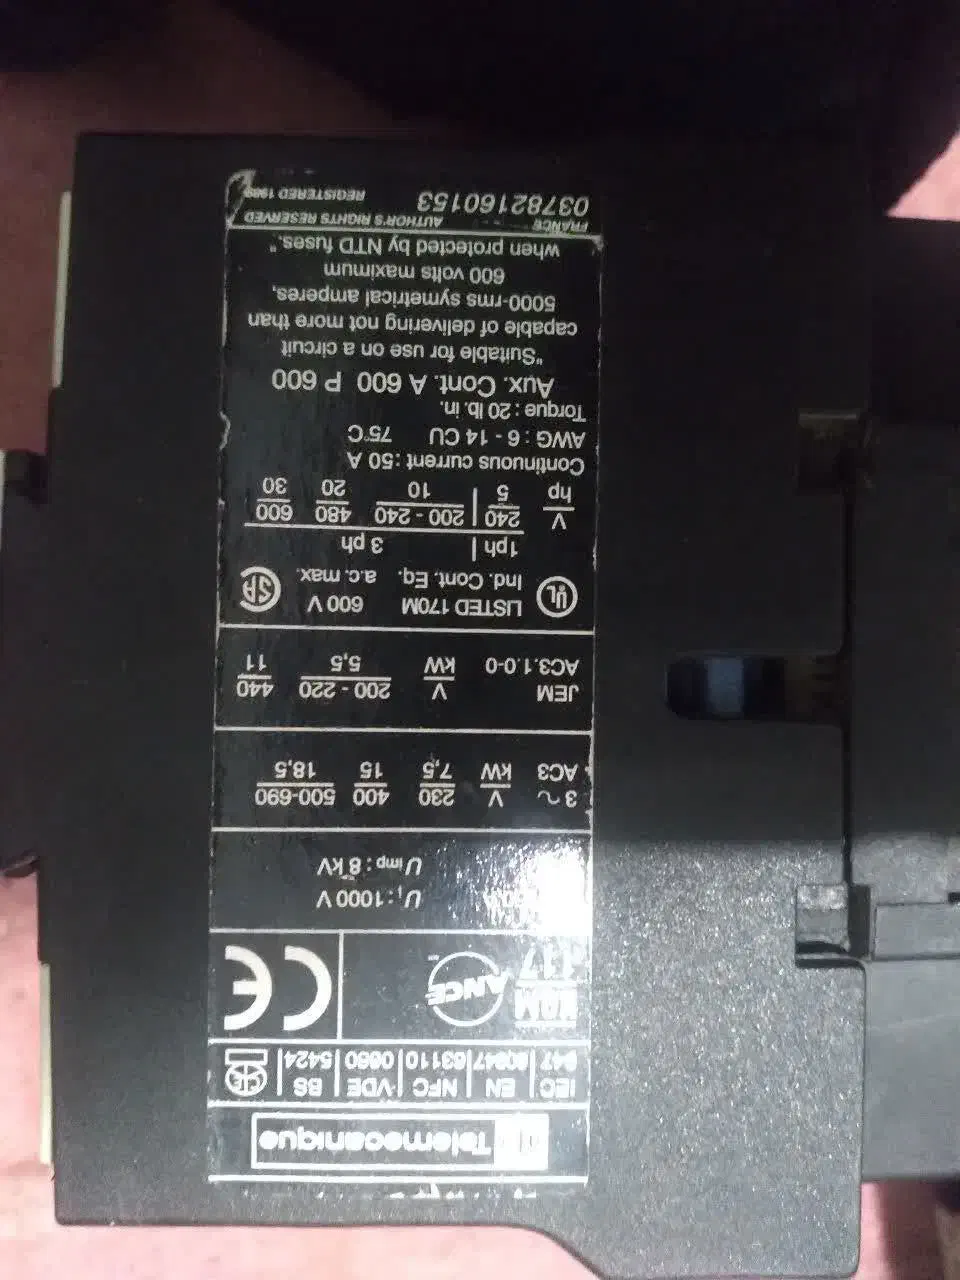 Telemecanique
IEC EN NFC VDE BS
947 60947 63110 0660 5424
NOM
117
ANCE
CE
Ui : 1000 V
Uimp : 8 kV
3~ V 230 400 500-690
AC3 kW 7,5 15 18,5
JEM V 200 - 220 440
AC3.1.0-0 kW 5,5 11
UL LISTED 170M 600 V SA
Ind. Cont. Eq. a.c. max.
1ph 3 ph
V 240 200 - 240 480 600
hp 5 10 20 30
Continuous current :50 A
AWG : 6 - 14 CU 75°C
Torque : 20 lb. in.
Aux. Cont. A 600 P 600
"Suitable for use on a circuit
capable of delivering not more than
5000-rms symetrical amperes,
600 volts maximum
when protected by NTD fuses."
FRANCE AUTHOR'S RIGHTS RESERVED
03782160153 REGISTERED 1989